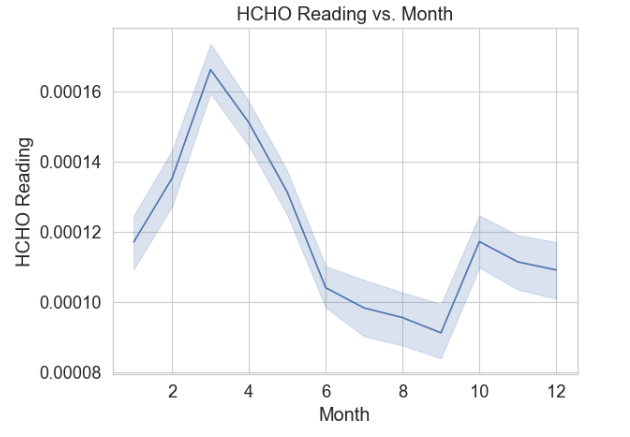 HCHO Reading vs. Month
0.00016
0.00014
0.00012
0.00010
0.00008
HCHO Reading
2 4 6 8 10 12
Month